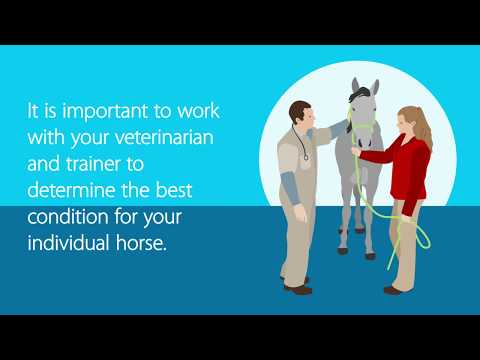 It is important to work
with your veterinarian
and trainer to
determine the best
condition for your
individual horse.